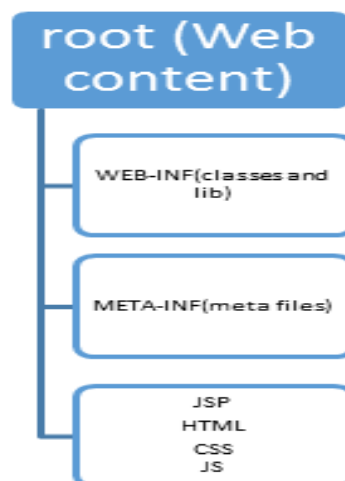 root (Web
content)
WEB-INF(classes and
lib)
META-INF(meta files)
JSP
HTML
CSS
JS